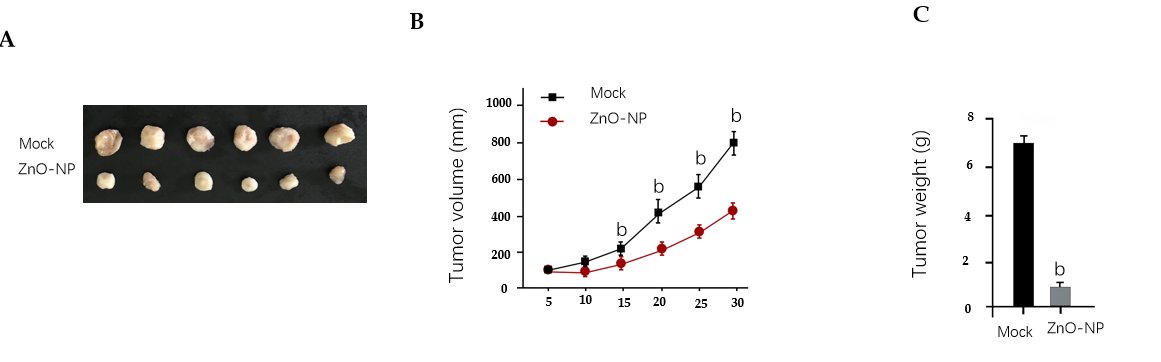 A
Mock
ZnO-NP
B
Tumor volume (mm)
Mock
ZnO-NP
1000
800
600
400
200
0
b
b
b
b
5 10 15 20 25 30
C
Tumor weight (g)
8
6
4
2
0
b
Mock ZnO-NP